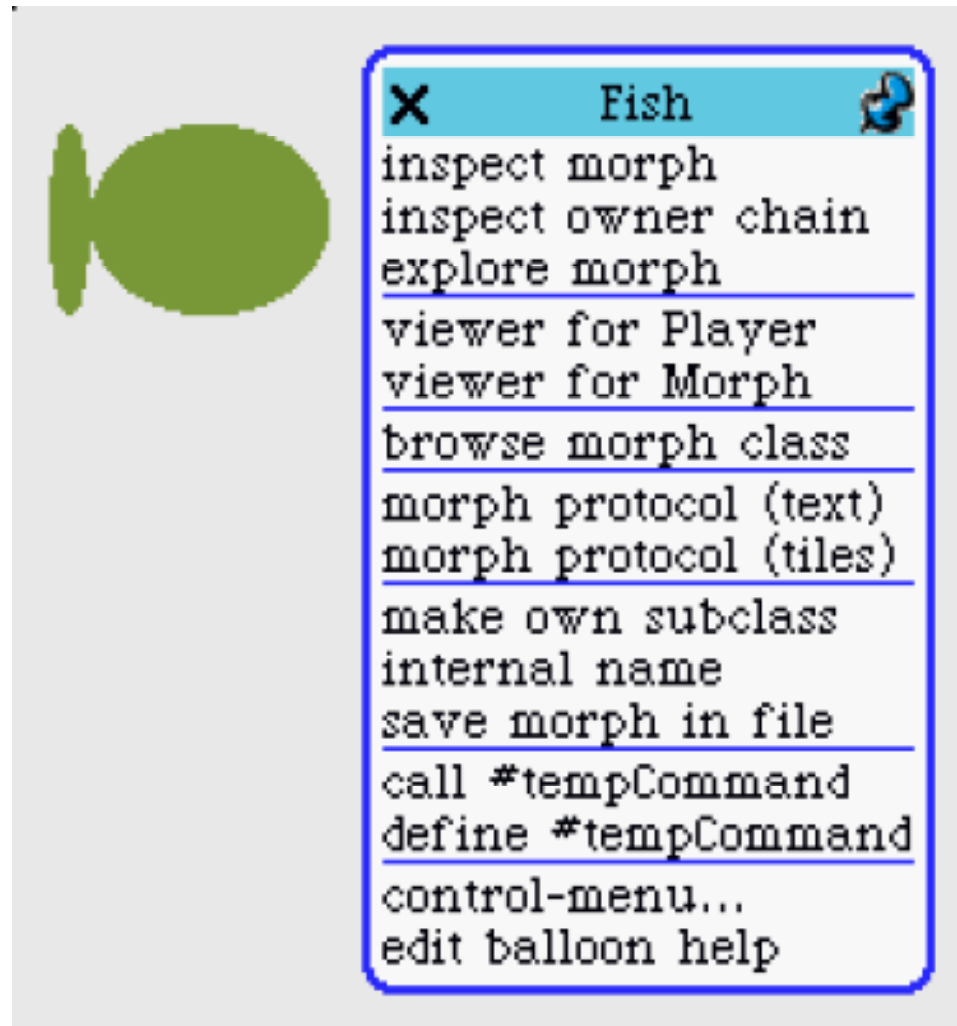 Fish
inspect morph
inspect owner chain
explore morph
viewer for Player
viewer for Morph
browse morph class
morph protocol (text)
morph protocol (tiles)
make own subclass
internal name
save morph in file
call #tempCommand
define #tempCommand
control-menu...
edit balloon help